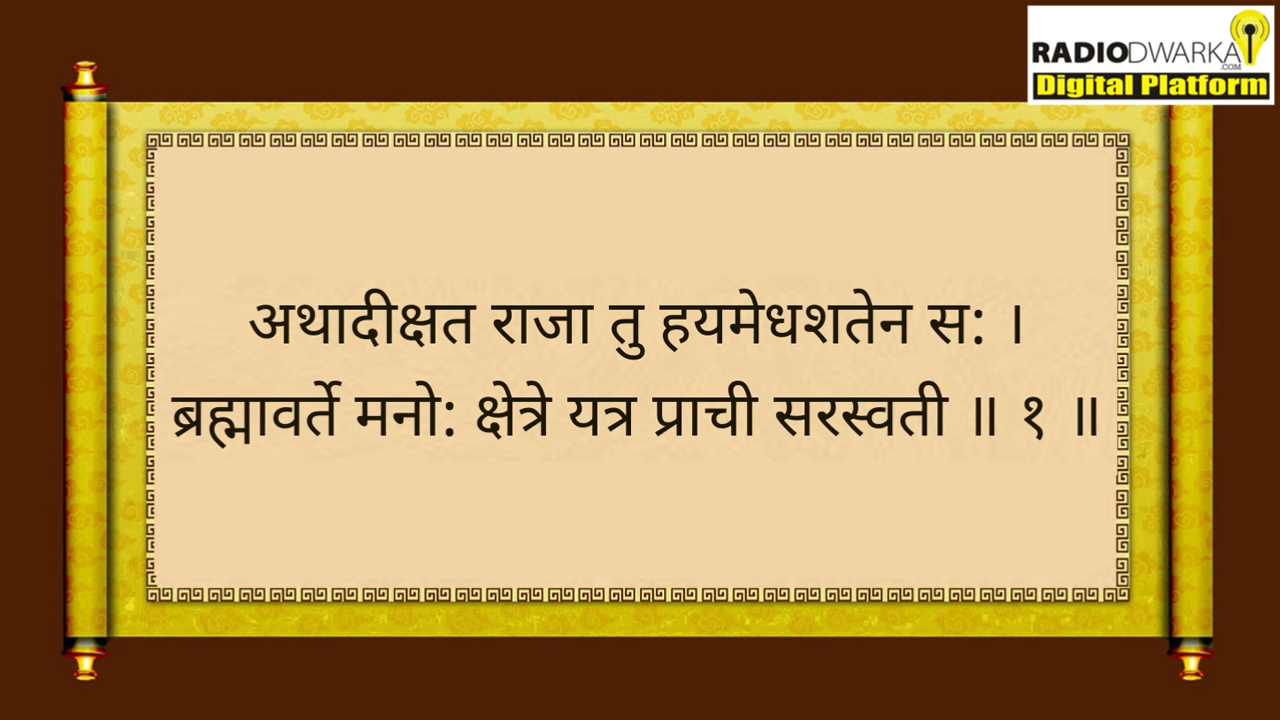 RADIODWARKA
.COM
Digital Platform
अथादीक्षत राजा तु हयमेधशतेन स: ।
ब्रह्मावर्ते मनो: क्षेत्रे यत्र प्राची सरस्वती ॥ १ ॥